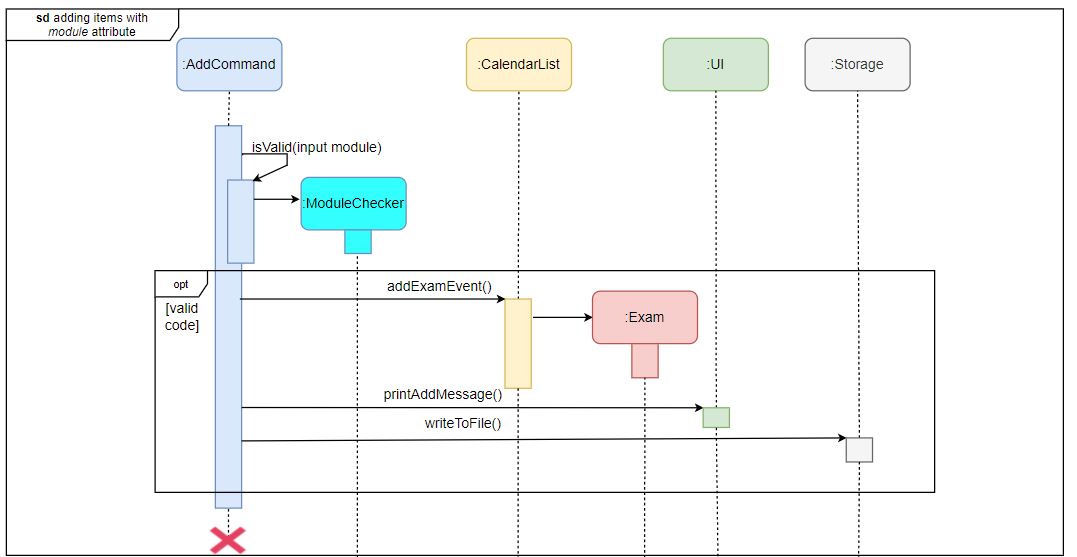 sd adding items with
module attribute
:AddCommand
:CalendarList
:UI
:Storage
isValid(input module)
:ModuleChecker
opt
addExamEvent()
[valid
code]
:Exam
printAddMessage()
writeToFile()